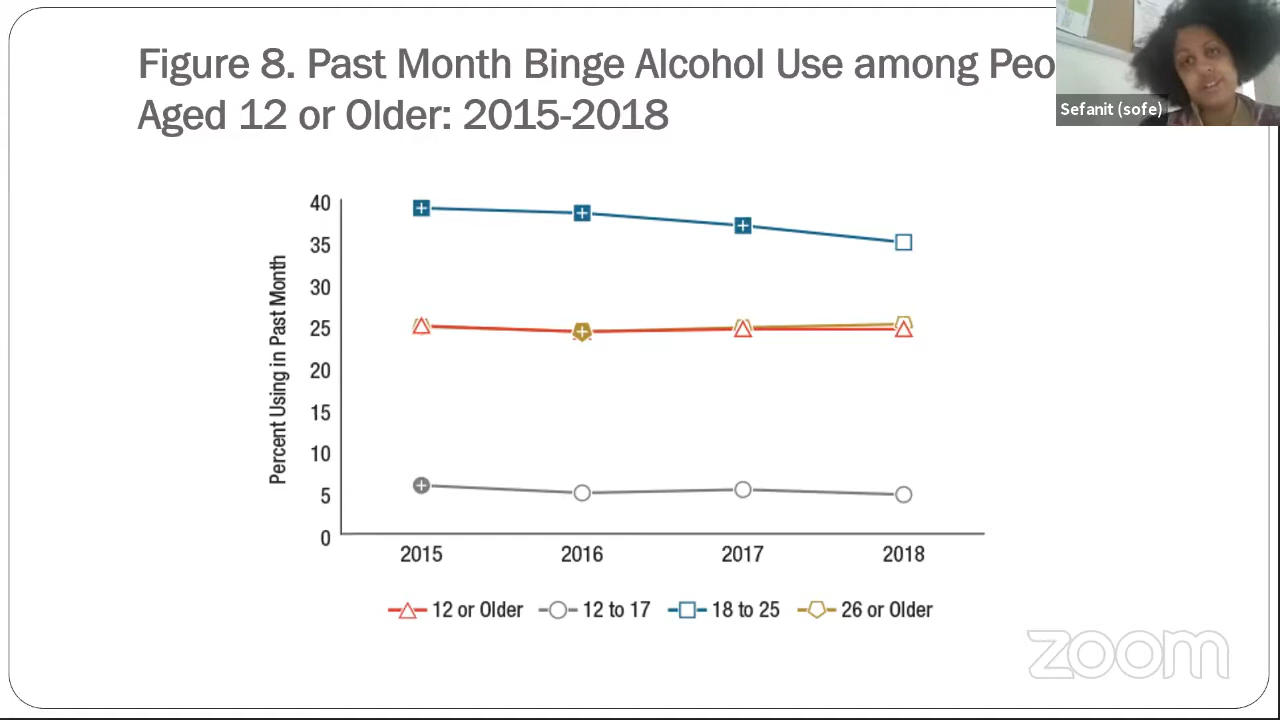 Figure 8. Past Month Binge Alcohol Use among Peo
Aged 12 or Older: 2015-2018
Sefanit (sofe)
Percent Using in Past Month
40
35
30
25
20
15
10
5
0
2015 2016 2017 2018
12 or Older 12 to 17 18 to 25 26 or Older
zoom